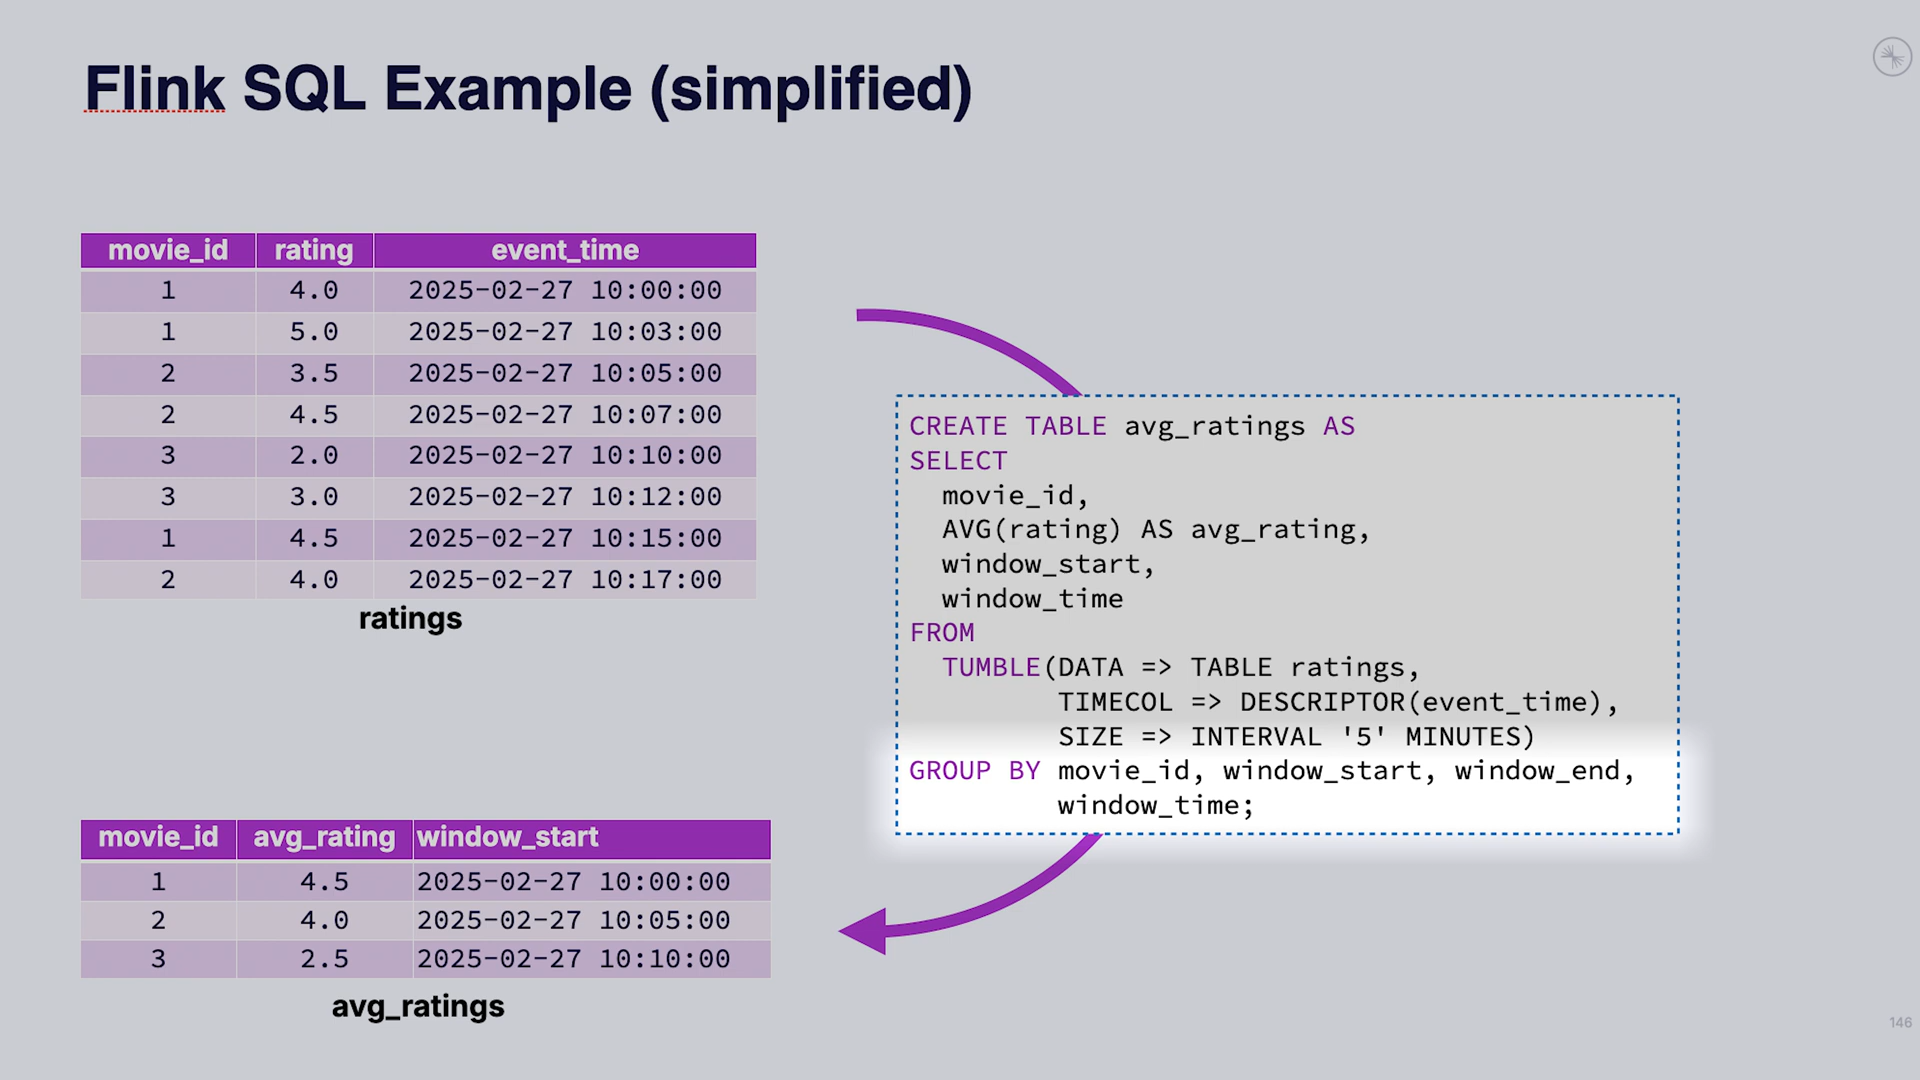 Flink SQL Example (simplified)
movie_id rating event_time
1 4.0 2025-02-27 10:00:00
1 5.0 2025-02-27 10:03:00
2 3.5 2025-02-27 10:05:00
2 4.5 2025-02-27 10:07:00
3 2.0 2025-02-27 10:10:00
3 3.0 2025-02-27 10:12:00
1 4.5 2025-02-27 10:15:00
2 4.0 2025-02-27 10:17:00
ratings
CREATE TABLE avg_ratings AS
SELECT
movie_id,
AVG(rating) AS avg_rating,
window_start,
window_time
FROM
TUMBLE(DATA => TABLE ratings,
TIMECOL => DESCRIPTOR(event_time),
SIZE => INTERVAL '5' MINUTES)
GROUP BY movie_id, window_start, window_end,
window_time;
movie_id avg_rating window_start
1 4.5 2025-02-27 10:00:00
2 4.0 2025-02-27 10:05:00
3 2.5 2025-02-27 10:10:00
avg_ratings
146